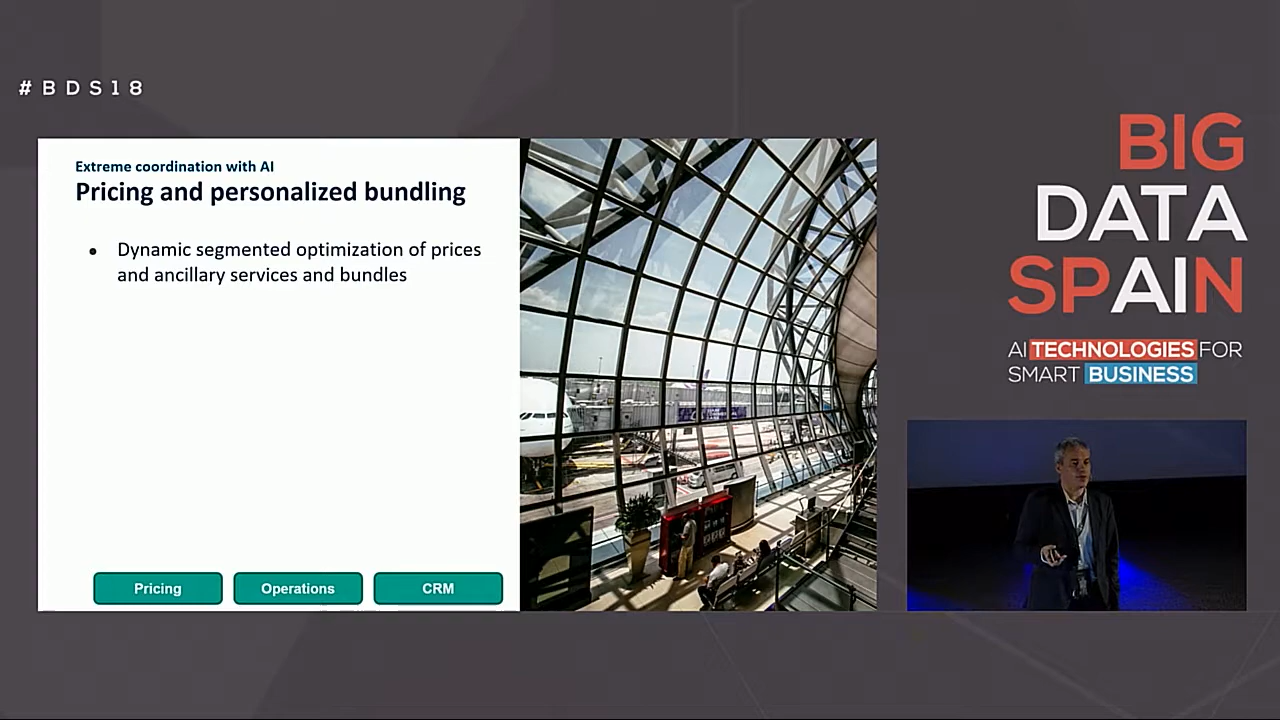 #BDS18
Extreme coordination with AI
Pricing and personalized bundling
• Dynamic segmented optimization of prices
and ancillary services and bundles
Pricing
Operations
CRM
BIG
DATA
SPAIN
AI TECHNOLOGIES FOR
SMART BUSINESS